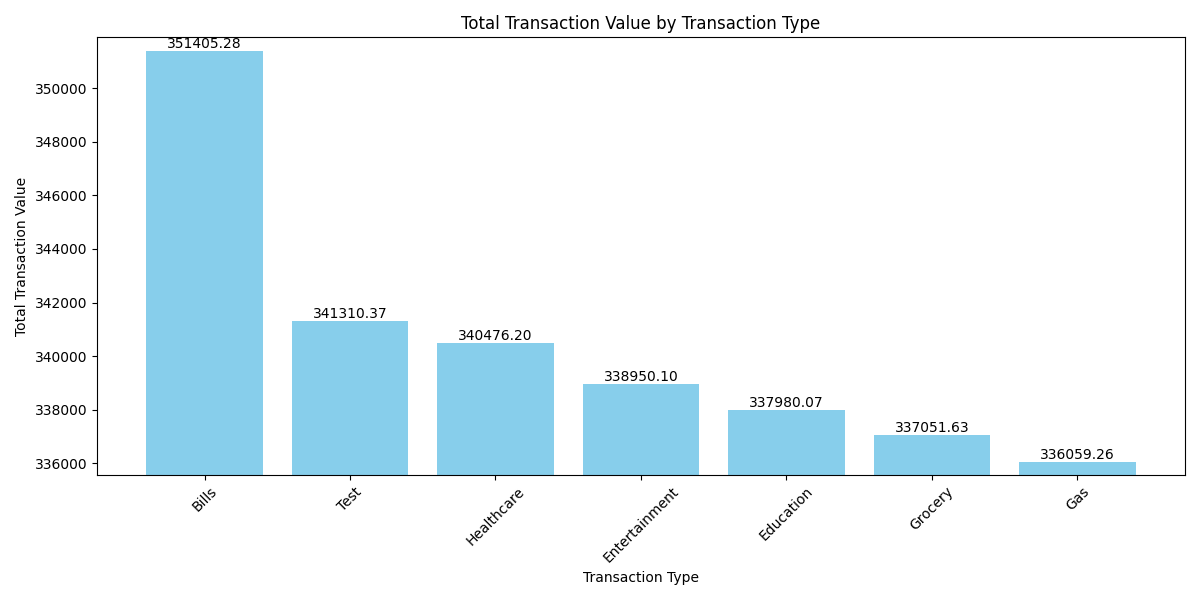 Total Transaction Value by Transaction Type
Total Transaction Value
350000
348000
346000
344000
342000
340000
338000
336000
351405.28
341310.37
340476.20
338950.10
337980.07
337051.63
336059.26
Bills
Test
Healthcare
Entertainment
Education
Grocery
Gas
Transaction Type